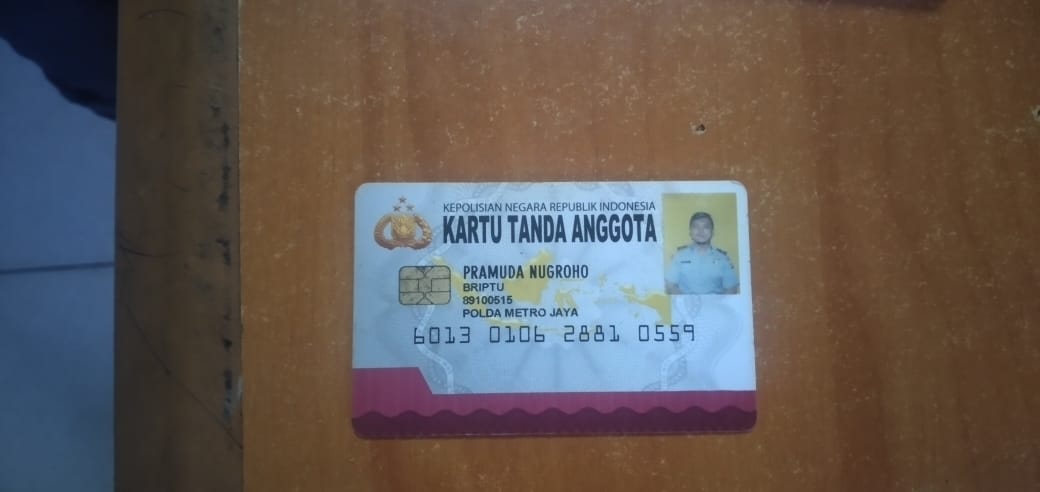 KEPOLISIAN NEGARA REPUBLIK INDONESIA
KARTU TANDA ANGGOTA
PRAMUDA NUGROHO
BRIPTU
89100515
POLDA METRO JAYA
6013 0106 2881 0559